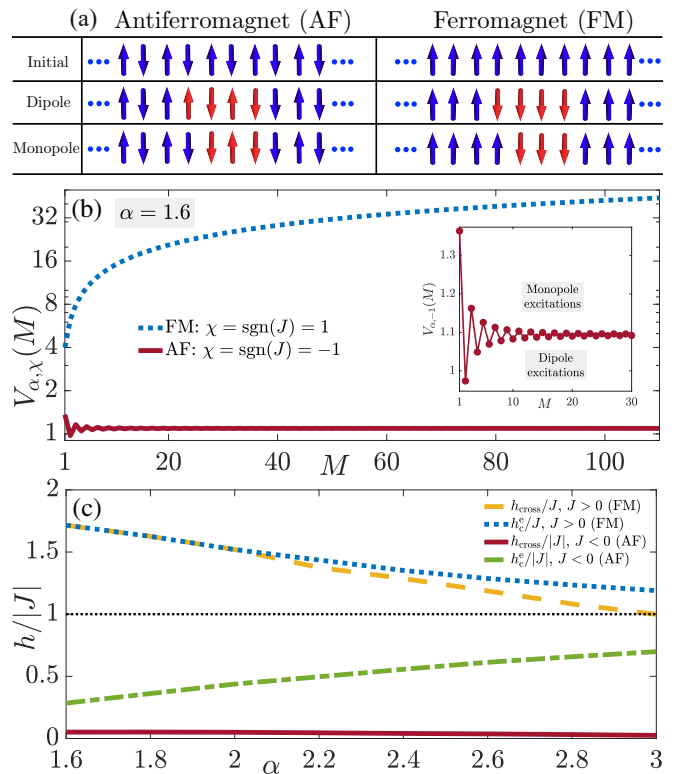 (a) Antiferromagnet (AF) Ferromagnet (FM)
Initial
Dipole
Monopole
(b) α = 1.6
V_{α,χ}(M)
32
16
8
4
2
1
FM: χ = sgn(J) = 1
AF: χ = sgn(J) = −1
V_{α,−1}(M)
1.3
1.2
1.1
1
Monopole
excitations
Dipole
excitations
1 10 20 30
M
1 20 M 40 60 80 100
(c)
h/|J|
2
1.5
1
0.5
0
h_{cross}/J, J > 0 (FM)
h_c^e/J, J > 0 (FM)
h_{cross}/|J|, J < 0 (AF)
h_c^e/|J|, J < 0 (AF)
1.6 1.8 2 α 2.2 2.4 2.6 2.8 3